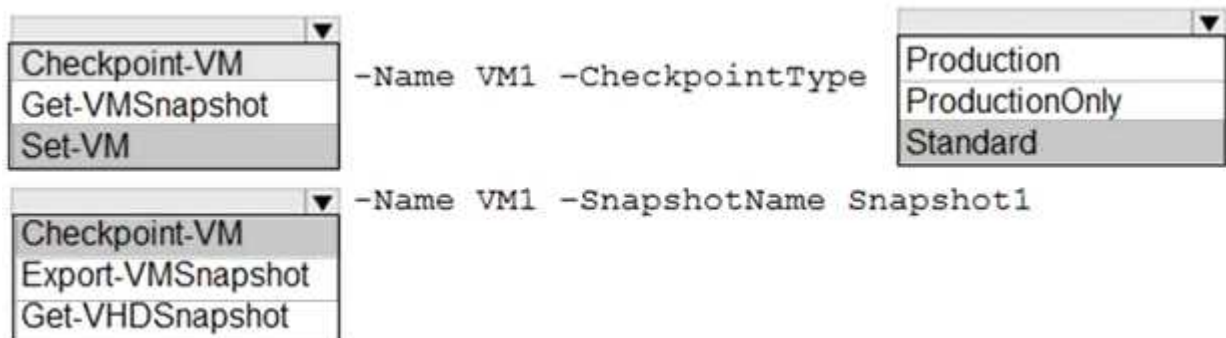 ▼
Checkpoint-VM
Get-VMSnapshot
Set-VM
-Name VM1 -CheckpointType
▼
Production
ProductionOnly
Standard
▼
-Name VM1 -SnapshotName Snapshot1
Checkpoint-VM
Export-VMSnapshot
Get-VHDSnapshot